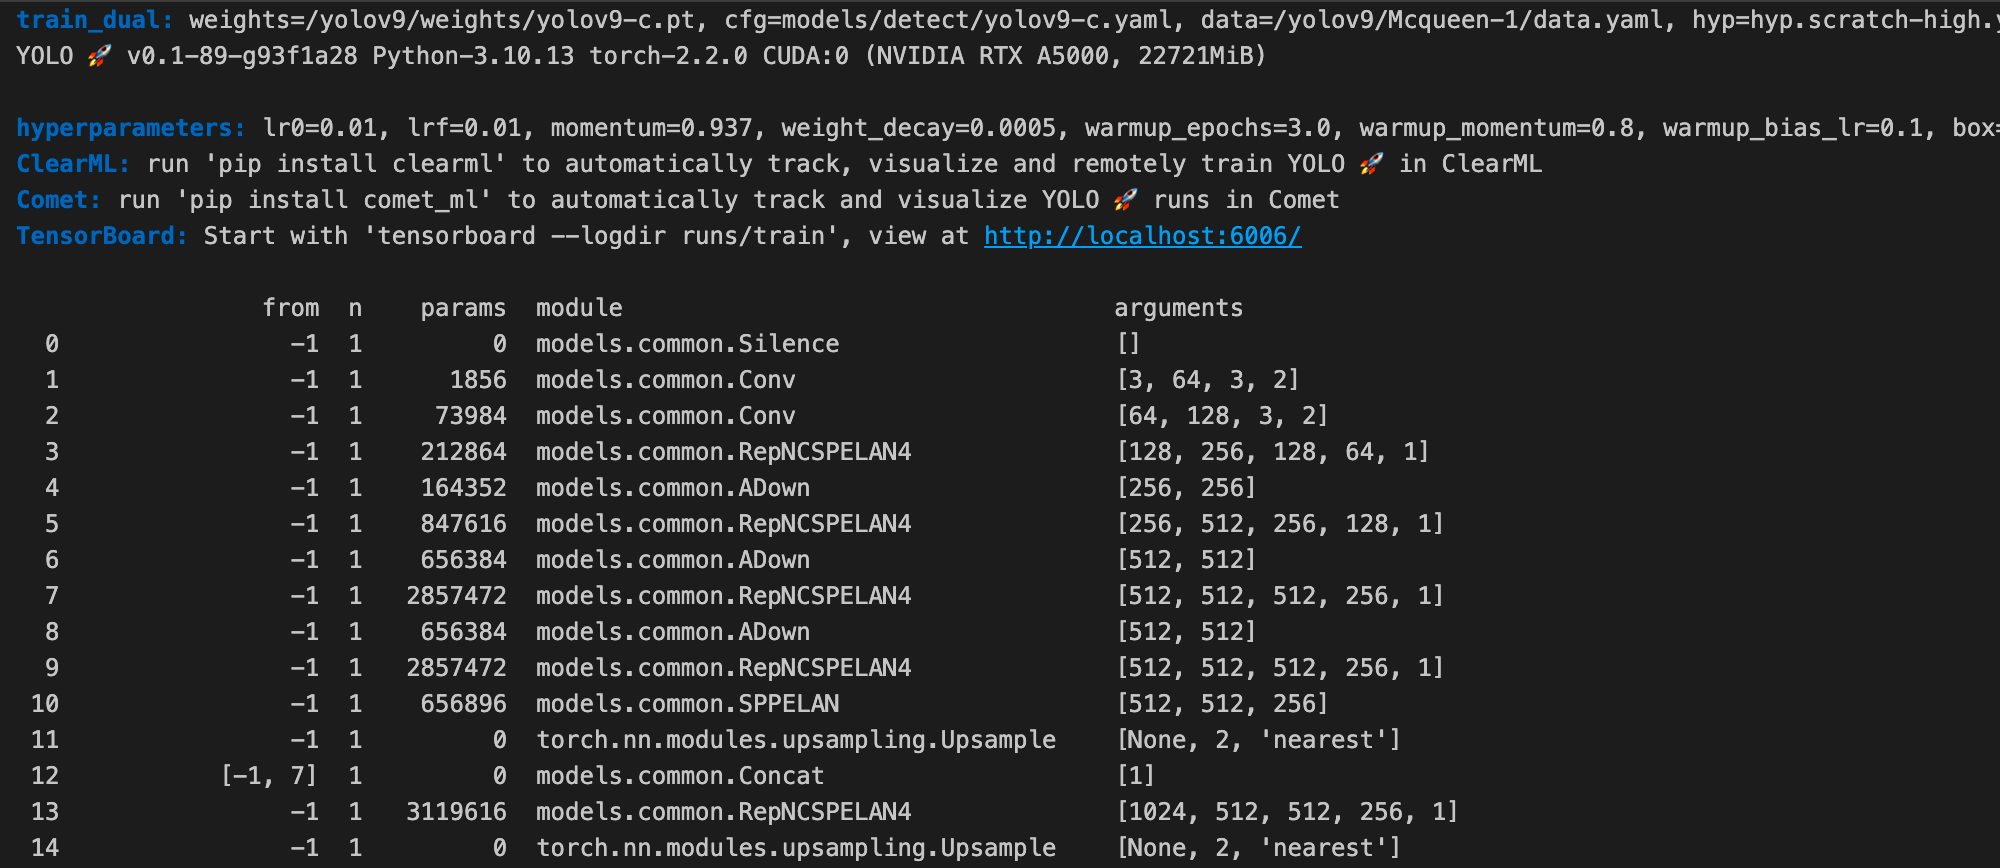 train_dual: weights=/yolov9/weights/yolov9-c.pt, cfg=models/detect/yolov9-c.yaml, data=/yolov9/Mcqueen-1/data.yaml, hyp=hyp.scratch-high.y
YOLO 🚀 v0.1-89-g93f1a28 Python-3.10.13 torch-2.2.0 CUDA:0 (NVIDIA RTX A5000, 22721MiB)
hyperparameters: lr0=0.01, lrf=0.01, momentum=0.937, weight_decay=0.0005, warmup_epochs=3.0, warmup_momentum=0.8, warmup_bias_lr=0.1, box=
ClearML: run 'pip install clearml' to automatically track, visualize and remotely train YOLO 🚀 in ClearML
Comet: run 'pip install comet_ml' to automatically track and visualize YOLO 🚀 runs in Comet
TensorBoard: Start with 'tensorboard --logdir runs/train', view at http://localhost:6006/
from n params module arguments
0 -1 1 0 models.common.Silence []
1 -1 1 1856 models.common.Conv [3, 64, 3, 2]
2 -1 1 73984 models.common.Conv [64, 128, 3, 2]
3 -1 1 212864 models.common.RepNCSPELAN4 [128, 256, 128, 64, 1]
4 -1 1 164352 models.common.ADown [256, 256]
5 -1 1 847616 models.common.RepNCSPELAN4 [256, 512, 256, 128, 1]
6 -1 1 656384 models.common.ADown [512, 512]
7 -1 1 2857472 models.common.RepNCSPELAN4 [512, 512, 512, 256, 1]
8 -1 1 656384 models.common.ADown [512, 512]
9 -1 1 2857472 models.common.RepNCSPELAN4 [512, 512, 512, 256, 1]
10 -1 1 656896 models.common.SPPELAN [512, 512, 256]
11 -1 1 0 torch.nn.modules.upsampling.Upsample [None, 2, 'nearest']
12 [-1, 7] 1 0 models.common.Concat [1]
13 -1 1 3119616 models.common.RepNCSPELAN4 [1024, 512, 512, 256, 1]
14 -1 1 0 torch.nn.modules.upsampling.Upsample [None, 2, 'nearest']